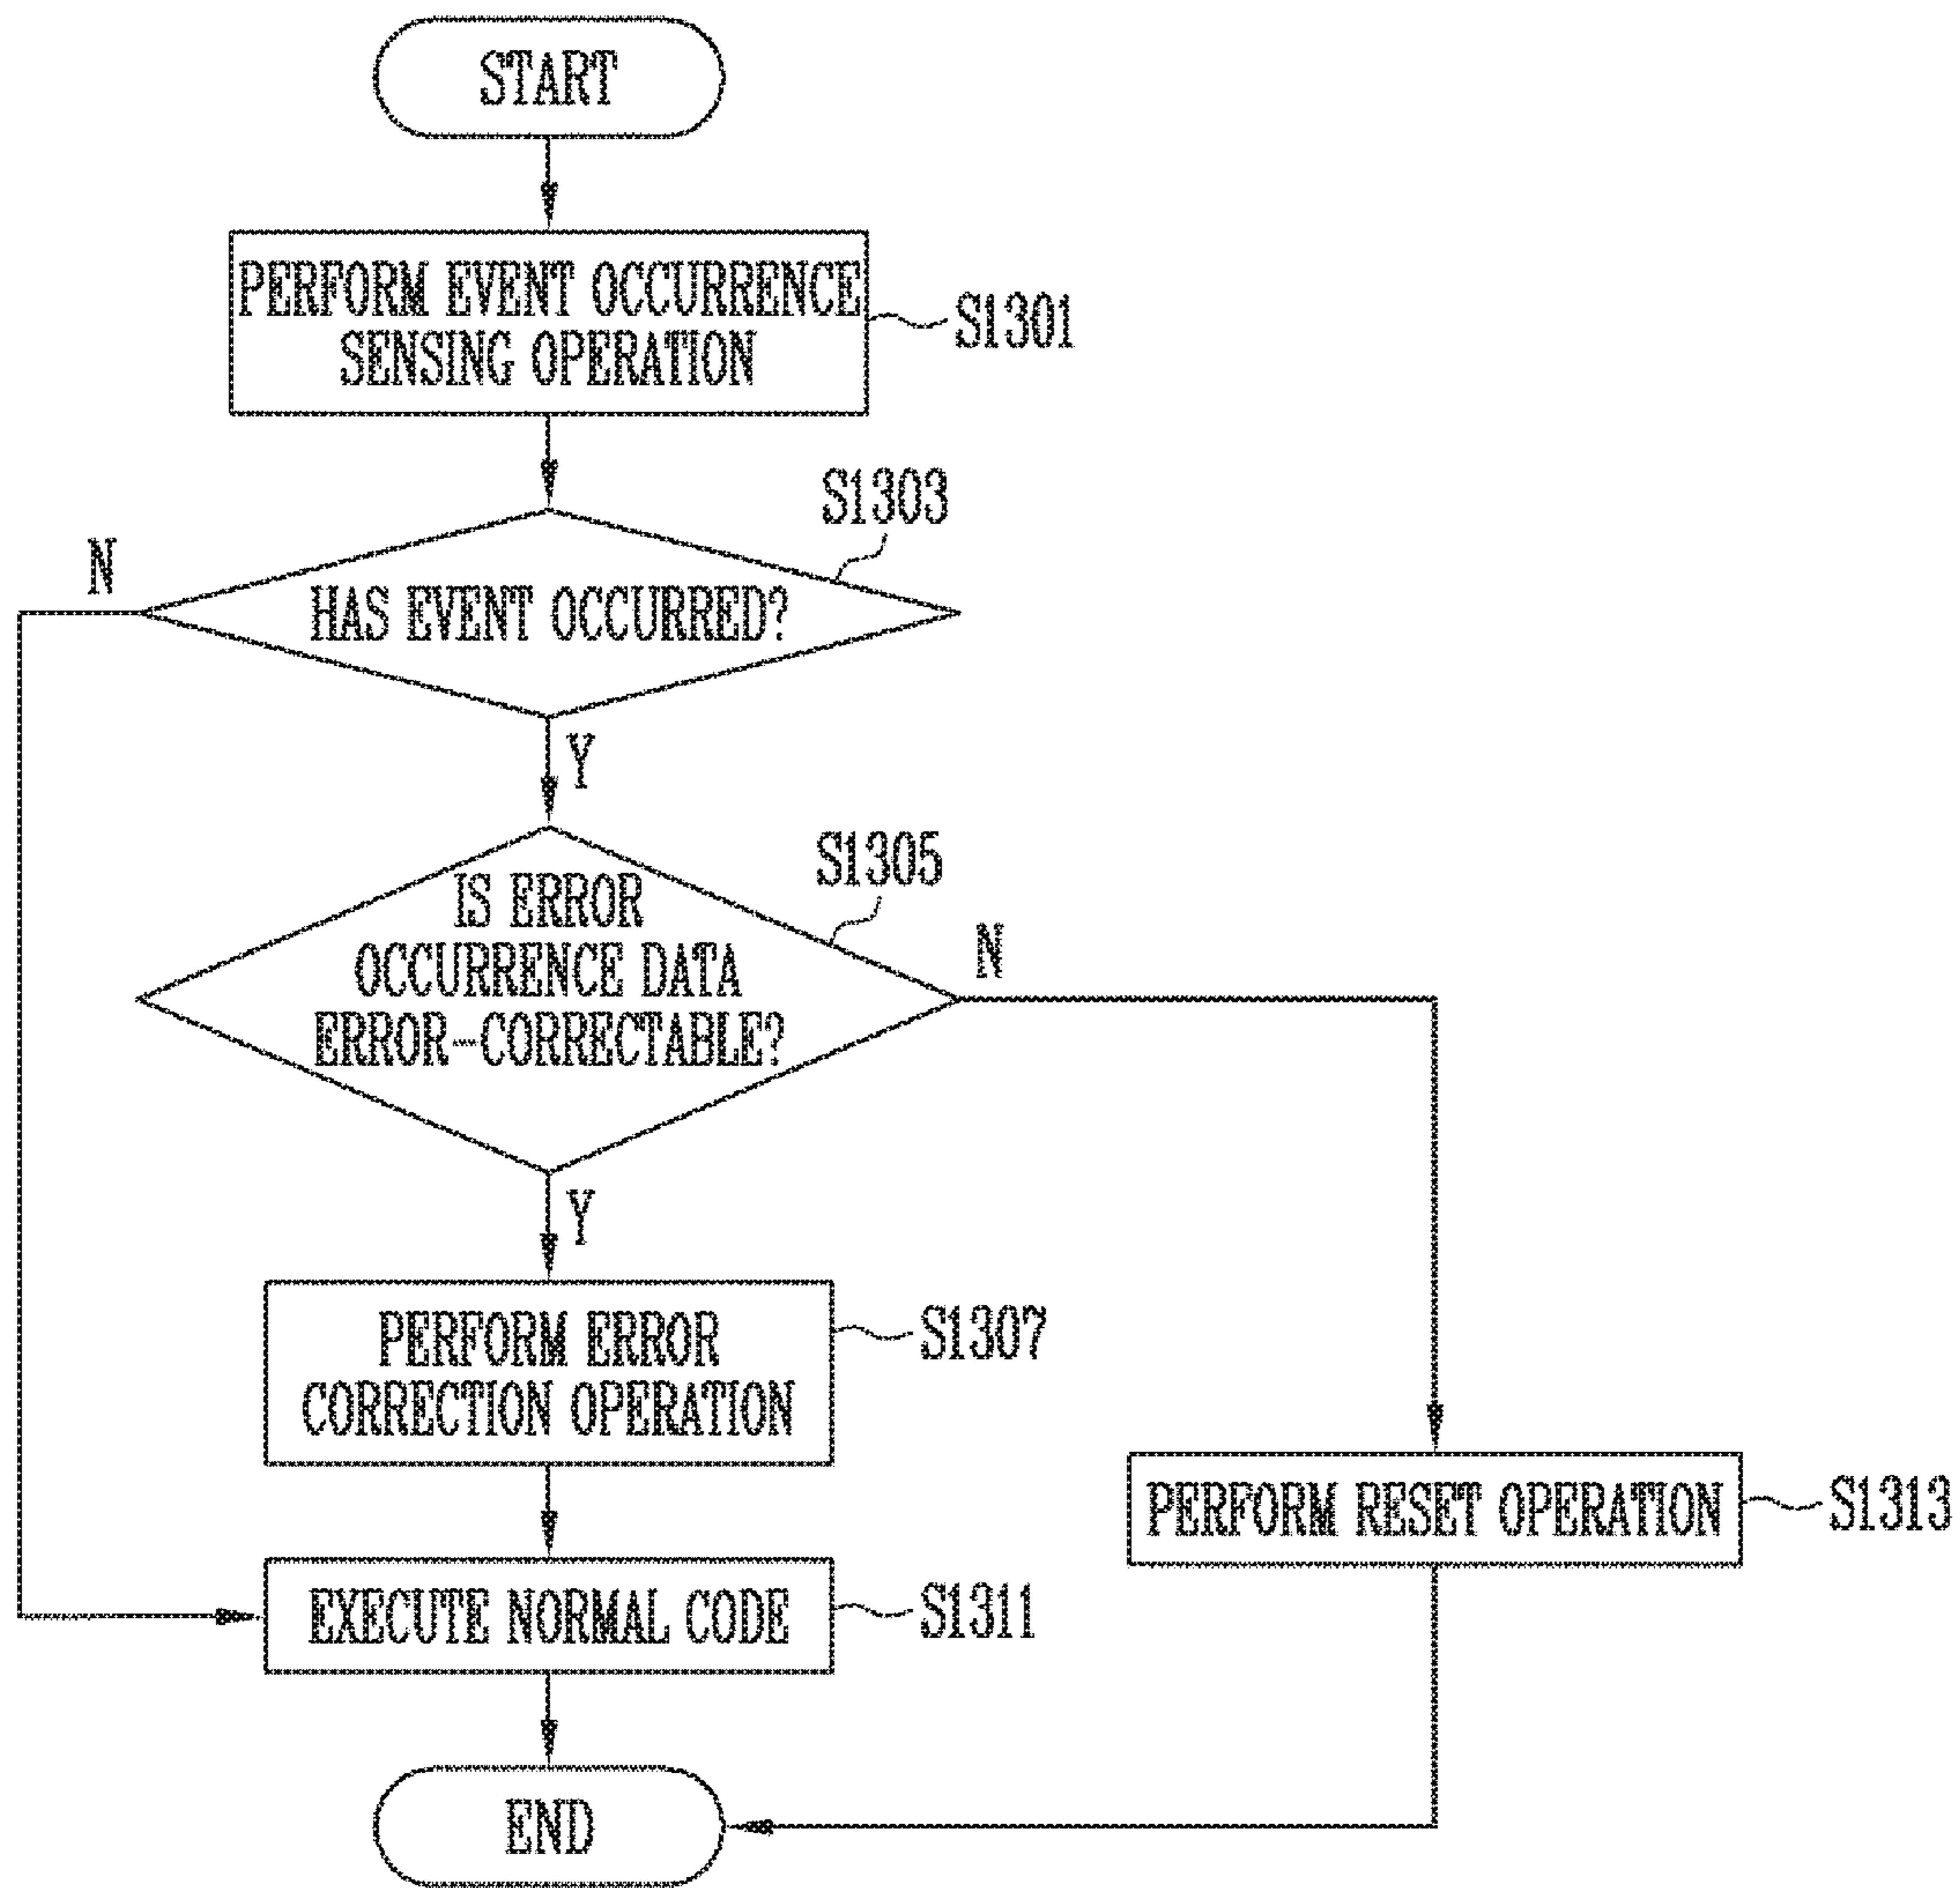 START
PERFORM EVENT OCCURRENCE
SENSING OPERATION
S1301
S1303
N
HAS EVENT OCCURRED?
Y
S1305
IS ERROR
OCCURRENCE DATA
ERROR-CORRECTABLE?
N
Y
PERFORM ERROR
CORRECTION OPERATION
S1307
PERFORM RESET OPERATION
S1313
EXECUTE NORMAL CODE
S1311
END